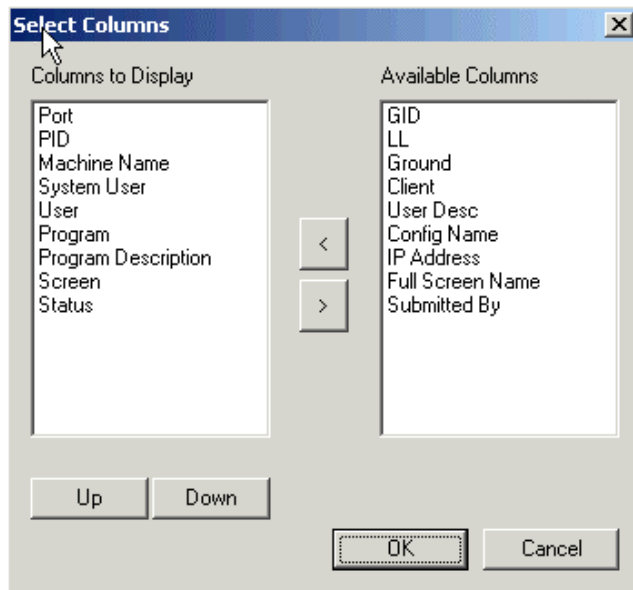 Select Columns
Columns to Display
Port
PID
Machine Name
System User
User
Program
Program Description
Screen
Status
<
>
Available Columns
GID
LL
Ground
Client
User Desc
Config Name
IP Address
Full Screen Name
Submitted By
Up
Down
OK
Cancel